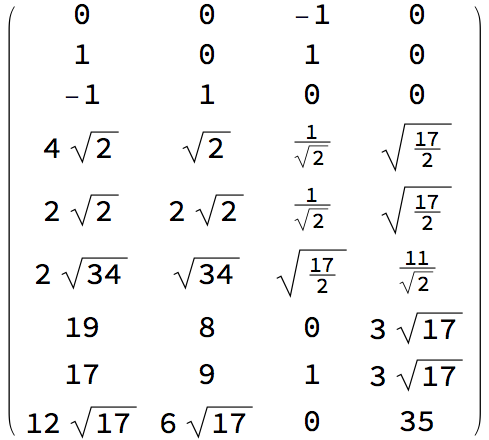 0 0 -1 0
1 0 1 0
-1 1 0 0
4√2 √2 1/√2 √(17/2)
2√2 2√2 1/√2 √(17/2)
2√34 √34 √(17/2) 11/√2
19 8 0 3√17
17 9 1 3√17
12√17 6√17 0 35